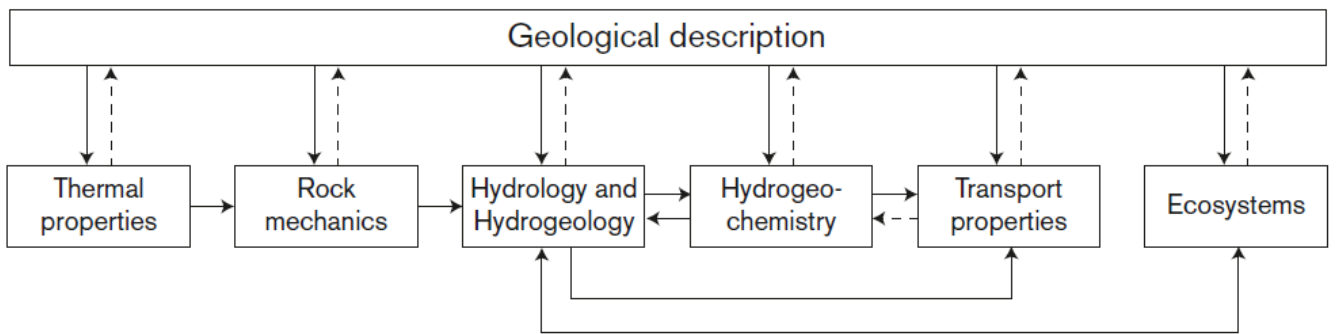 Geological description
Thermal
properties
Rock
mechanics
Hydrology and
Hydrogeology
Hydrogeo-
chemistry
Transport
properties
Ecosystems